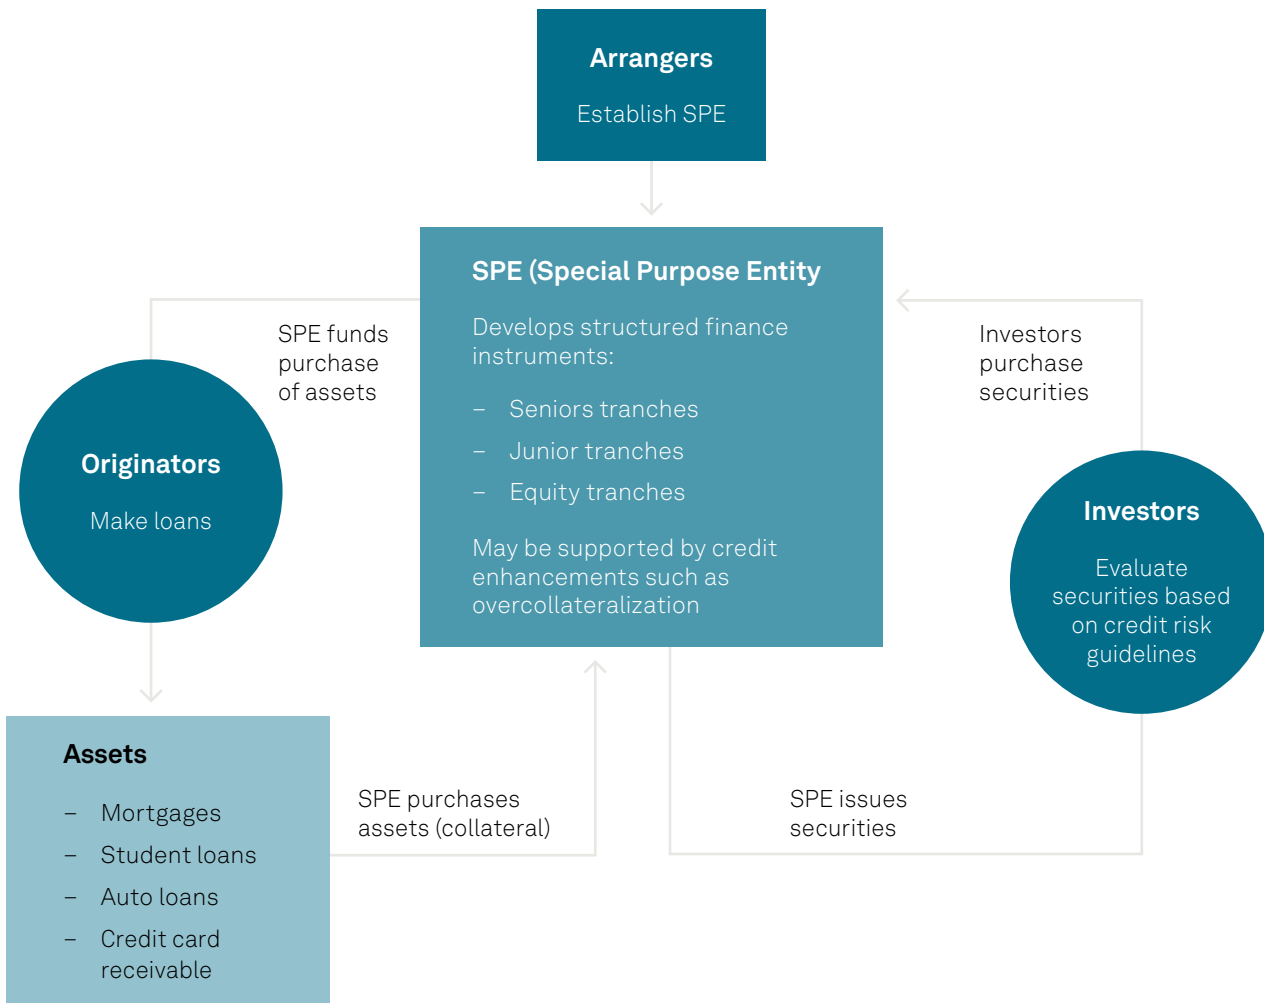 Arrangers
Establish SPE
SPE (Special Purpose Entity
Develops structured finance
instruments:
– Seniors tranches
– Junior tranches
– Equity tranches
May be supported by credit
enhancements such as
overcollateralization
SPE funds
purchase
of assets
Originators
Make loans
Investors
purchase
securities
Investors
Evaluate
securities based
on credit risk
guidelines
Assets
– Mortgages
– Student loans
– Auto loans
– Credit card
receivable
SPE purchases
assets (collateral)
SPE issues
securities